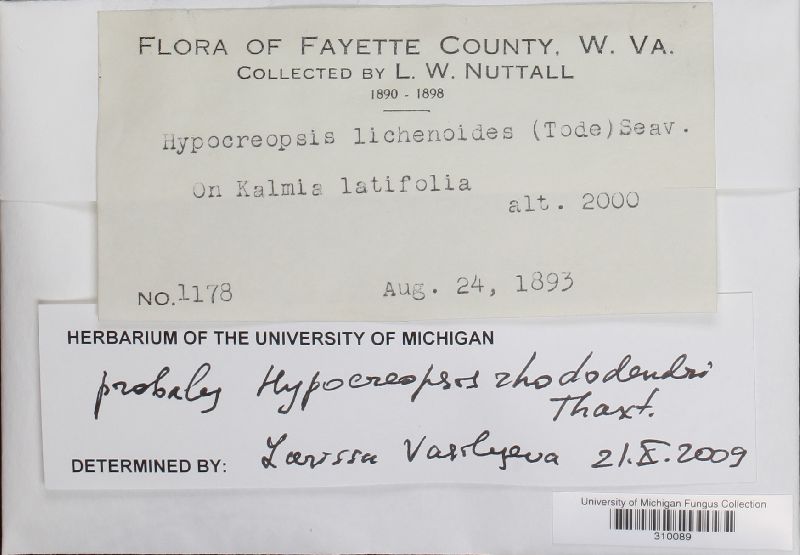 FLORA OF FAYETTE COUNTY, W. VA.
COLLECTED BY L. W. NUTTALL
1890 - 1898
Hypocreopsis lichenoides (Tode)Seav.
On Kalmia latifolia
alt. 2000
NO. 1178 Aug. 24, 1893
HERBARIUM OF THE UNIVERSITY OF MICHIGAN
probaley Hypocreopsis rhododendri
Thaxt.
DETERMINED BY: Larissa Vasilyeva 21.X.2009
University of Michigan Fungus Collection
310089